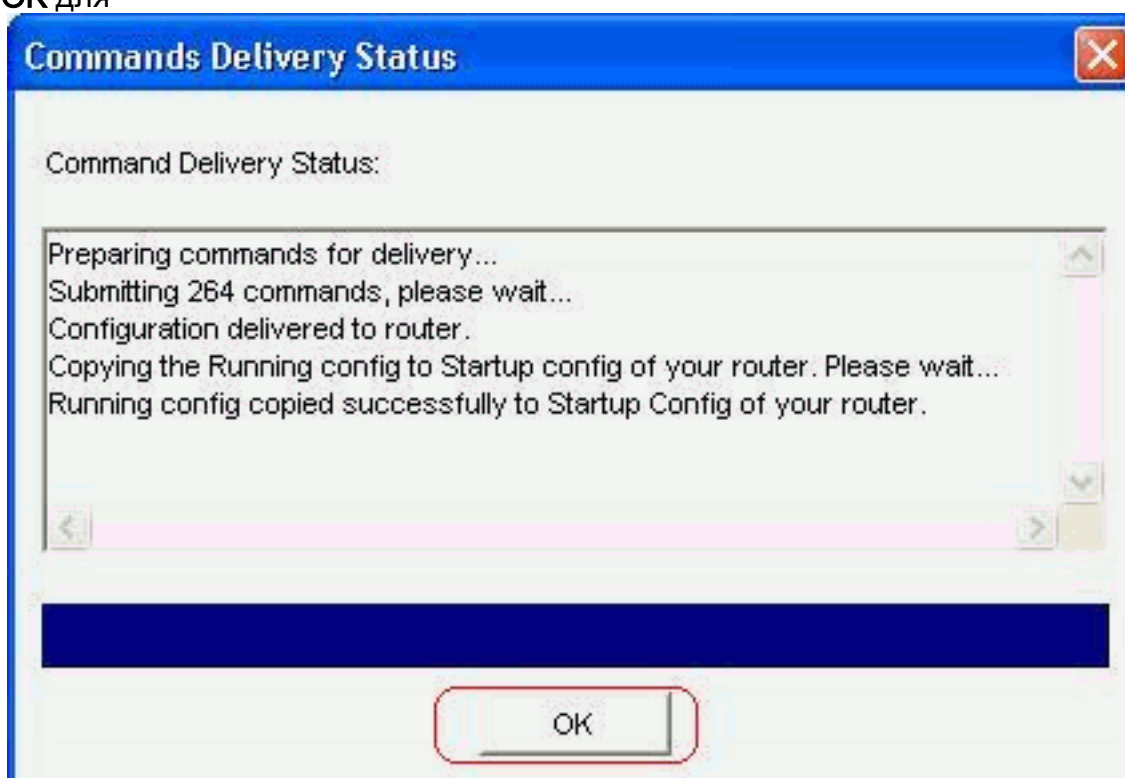 OK для
Commands Delivery Status
Command Delivery Status:
Preparing commands for delivery...
Submitting 264 commands, please wait...
Configuration delivered to router.
Copying the Running config to Startup config of your router. Please wait...
Running config copied successfully to Startup Config of your router.
OK